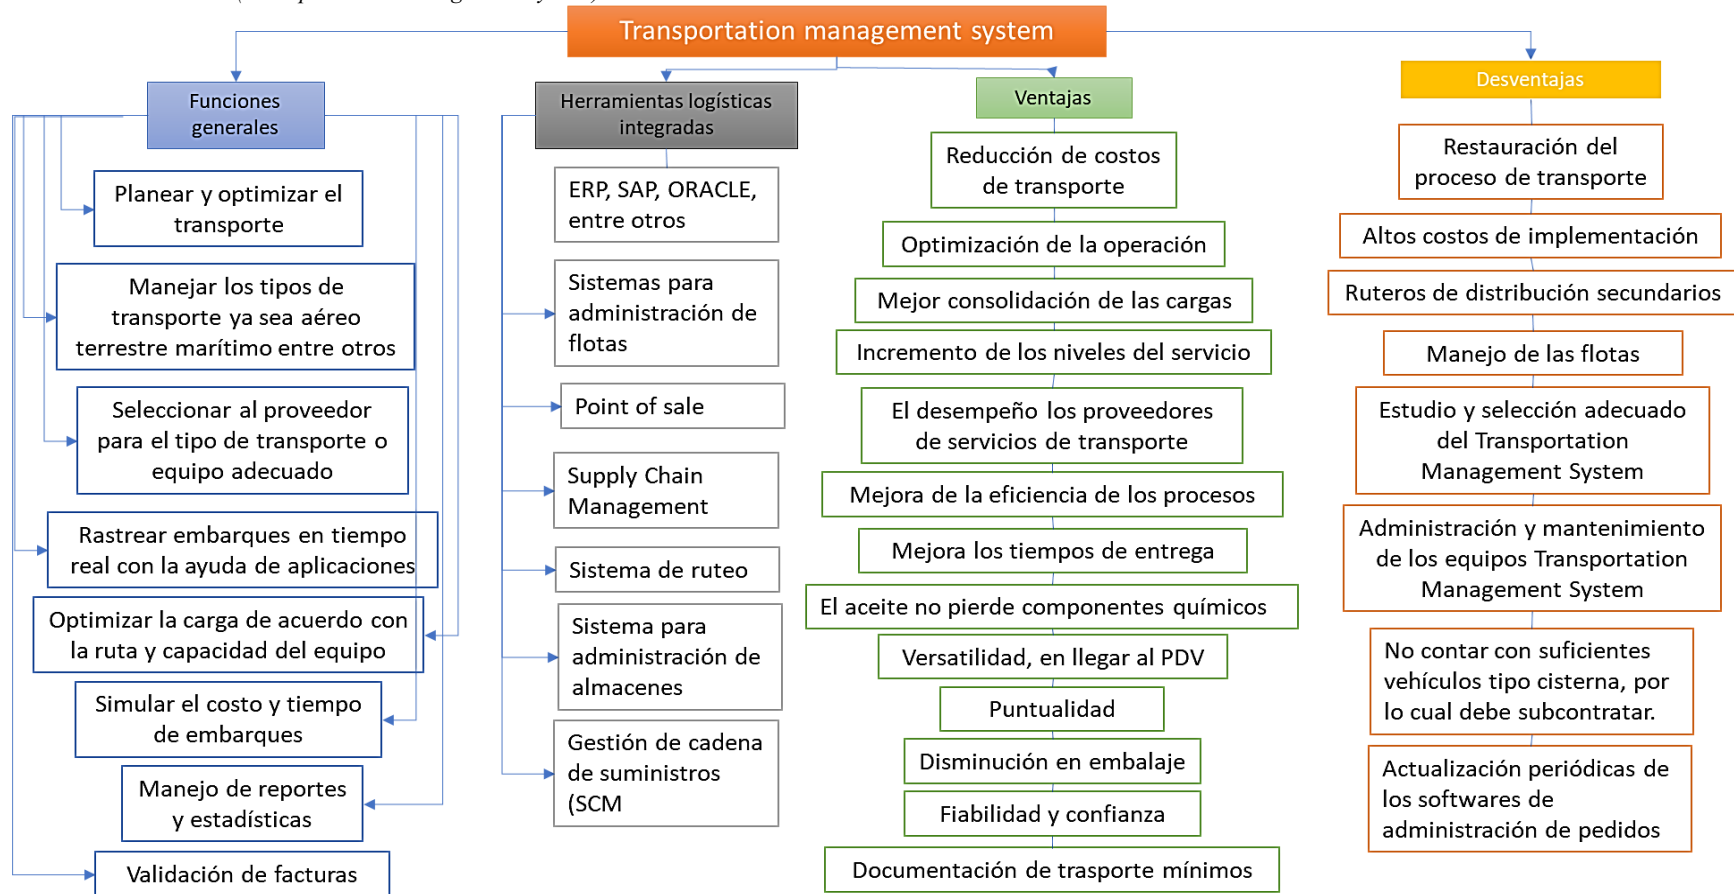 Transportation management system
Funciones
generales
Planear y optimizar el
transporte
Manejar los tipos de
transporte ya sea aéreo
terrestre marítimo entre otros
Seleccionar al proveedor
para el tipo de transporte o
equipo adecuado
Rastrear embarques en tiempo
real con la ayuda de aplicaciones
Optimizar la carga de acuerdo con
la ruta y capacidad del equipo
Simular el costo y tiempo
de embarques
Manejo de reportes
y estadísticas
Validación de facturas
Herramientas logísticas
integradas
ERP, SAP, ORACLE,
entre otros
Sistemas para
administración de
flotas
Point of sale
Supply Chain
Management
Sistema de ruteo
Sistema para
administración de
almacenes
Gestión de cadena
de suministros
(SCM
Ventajas
Reducción de costos
de transporte
Optimización de la operación
Mejor consolidación de las cargas
Incremento de los niveles del servicio
El desempeño los proveedores
de servicios de transporte
Mejora de la eficiencia de los procesos
Mejora los tiempos de entrega
El aceite no pierde componentes químicos
Versatilidad, en llegar al PDV
Puntualidad
Disminución en embalaje
Fiabilidad y confianza
Documentación de trasporte mínimos
Desventajas
Restauración del
proceso de transporte
Altos costos de implementación
Ruteros de distribución secundarios
Manejo de las flotas
Estudio y selección adecuado
del Transportation
Management System
Administración y mantenimiento
de los equipos Transportation
Management System
No contar con suficientes
vehículos tipo cisterna, por
lo cual debe subcontratar.
Actualización periódicas de
los softwares de
administración de pedidos